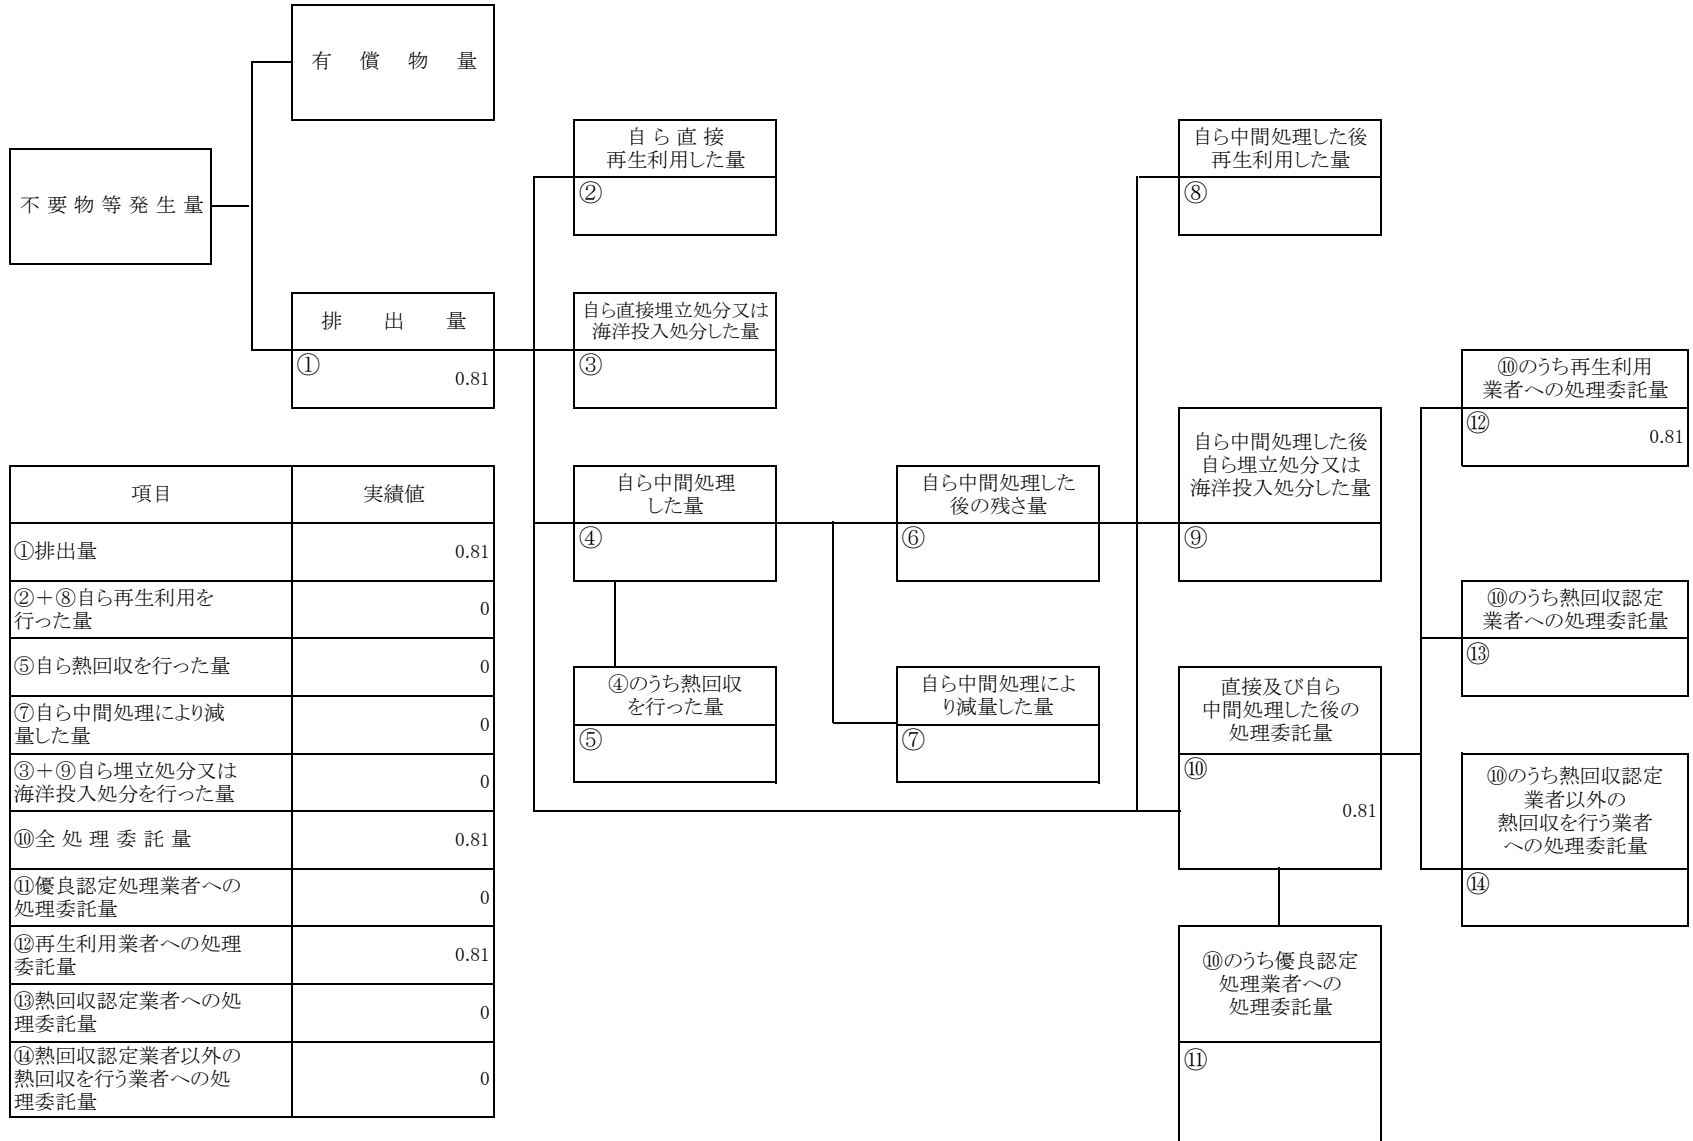 有償物量
自ら直接
再生利用した量
②
自ら中間処理した後
再生利用した量
⑧
不要物等発生量
排出量
①
0.81
自ら直接埋立処分又は
海洋投入処分した量
③
⑩のうち再生利用
業者への処理委託量
⑫
0.81
自ら中間処理した後
自ら埋立処分又は
海洋投入処分した量
⑨
自ら中間処理
した量
④
自ら中間処理した
後の残さ量
⑥
⑩のうち熱回収認定
業者への処理委託量
⑬
④のうち熱回収
を行った量
⑤
自ら中間処理によ
り減量した量
⑦
直接及び自ら
中間処理した後の
処理委託量
⑩
0.81
⑩のうち熱回収認定
業者以外の
熱回収を行う業者
への処理委託量
⑭
⑩のうち優良認定
処理業者への
処理委託量
⑪
項目 実績値
①排出量 0.81
②+⑧自ら再生利用を
行った量 0
⑤自ら熱回収を行った量 0
⑦自ら中間処理により減
量した量 0
③+⑨自ら埋立処分又は
海洋投入処分を行った量 0
⑩全処理委託量 0.81
⑪優良認定処理業者への
処理委託量 0
⑫再生利用業者への処理
委託量 0.81
⑬熱回収認定業者への処
理委託量 0
⑭熱回収認定業者以外の
熱回収を行う業者への処
理委託量 0